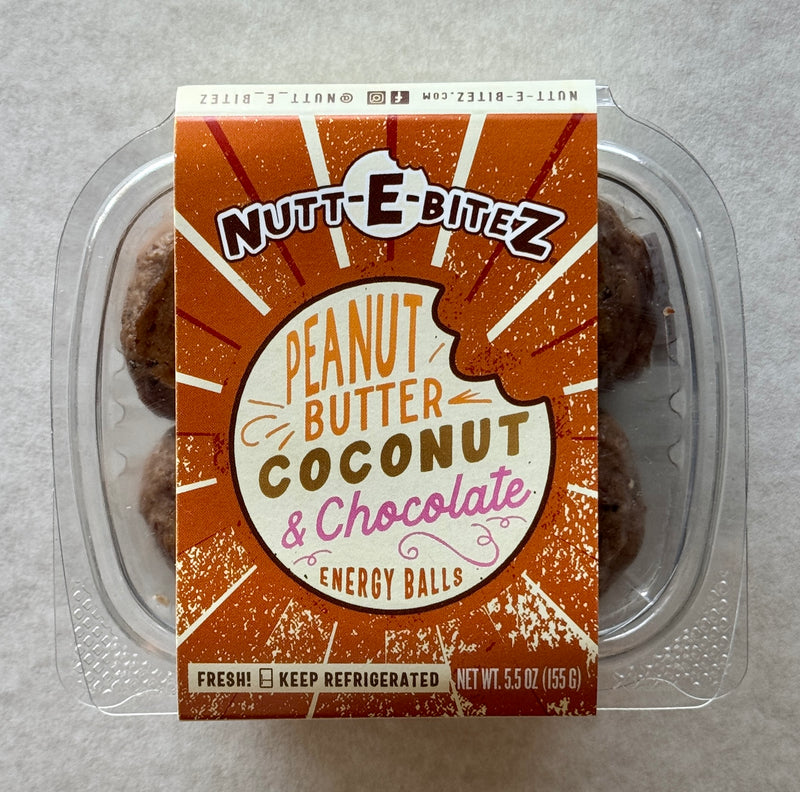 NUTT-E-BITEZ.COM @NUTT_E_BITEZ
NUTT-E-BITEZ
PEANUT
BUTTER
COCONUT
& Chocolate
ENERGY BALLS
FRESH! KEEP REFRIGERATED NET WT. 5.5 OZ (155 G)